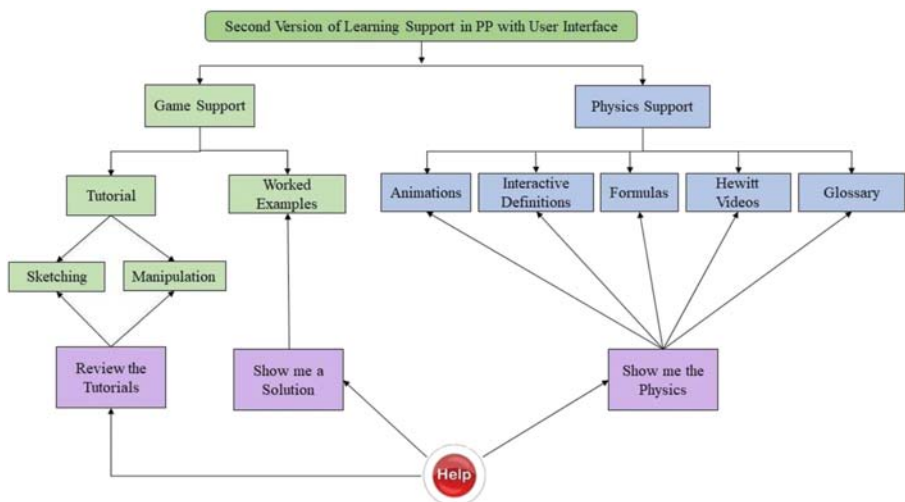 Second Version of Learning Support in PP with User Interface
Game Support
Physics Support
Tutorial
Worked
Examples
Animations
Interactive
Definitions
Formulas
Hewitt
Videos
Glossary
Sketching
Manipulation
Review the
Tutorials
Show me a
Solution
Show me the
Physics
Help